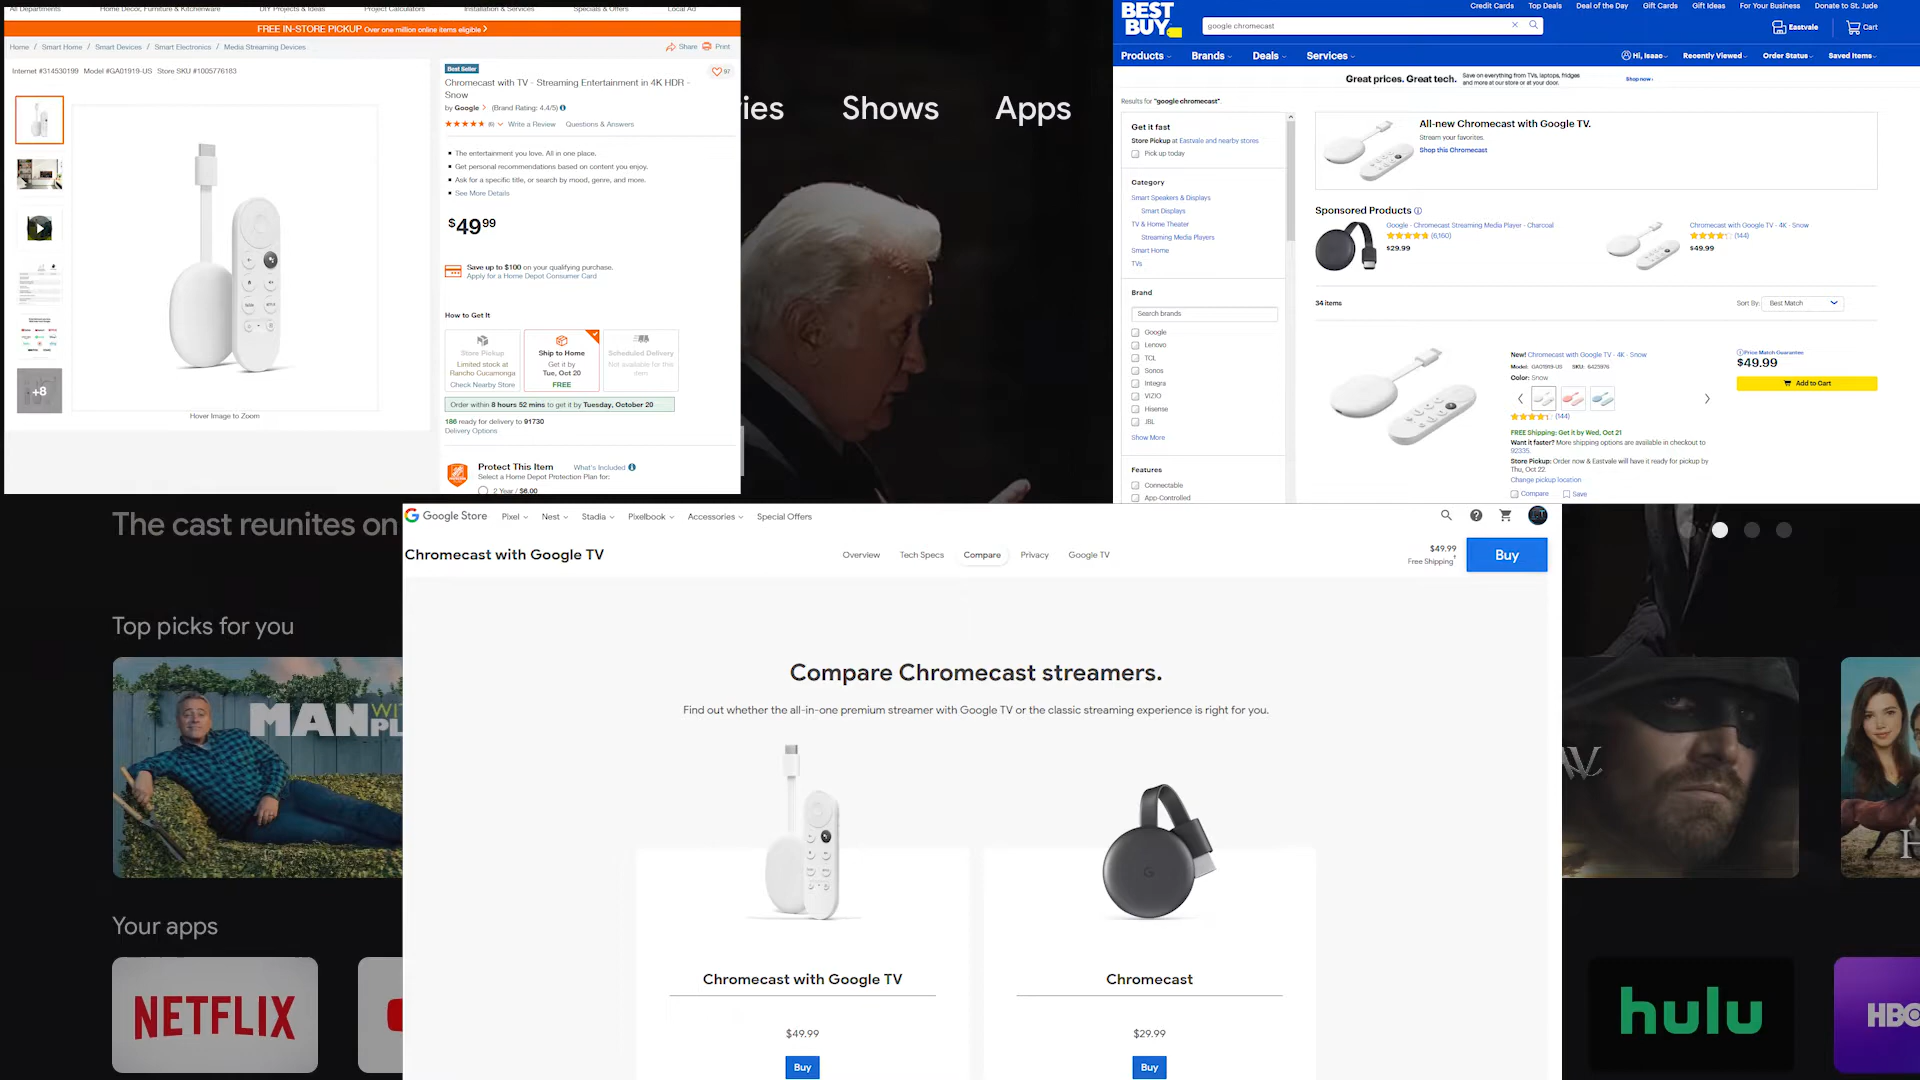 All Departments
Home Decor, Furniture & Kitchenware
DIY Projects & Ideas
Project Calculators
Installation & Services
Specials & Offers
Local Ad
FREE IN-STORE PICKUP Over one million online items eligible >
Home / Smart Home / Smart Devices / Smart Electronics / Media Streaming Devices
Share
Print
Internet #314530199 Model #GA01919-US Store SKU #1005776183
Best Seller
97
Chromecast with TV - Streaming Entertainment in 4K HDR -
Snow
by Google > (Brand Rating: 4.4/5)
(6)
Write a Review
Questions & Answers
The entertainment you love. All in one place.
Get personal recommendations based on content you enjoy.
Ask for a specific title, or search by mood, genre, and more.
See More Details
$49.99
Save up to $100 on your qualifying purchase.
Apply for a Home Depot Consumer Card
How to Get It
Store Pickup
Limited stock at
Rancho Cucamonga
Check Nearby Store
Ship to Home
Get it by
Tue, Oct 20
FREE
Scheduled Delivery
Not available for this
item
Order within 8 hours 52 mins to get it by Tuesday, October 20
186 ready for delivery to 91730
Delivery Options
Protect This Item
What's Included
Select a Home Depot Protection Plan for:
2 Year / $6.00
+8
Hover Image to Zoom
vies
Shows
Apps
BEST
BUY
google chromecast
Credit Cards
Top Deals
Deal of the Day
Gift Cards
Gift Ideas
For Your Business
Donate to St. Jude
Eastvale
Cart
Products
Brands
Deals
Services
Hi, Isaac
Recently Viewed
Order Status
Saved Items
Great prices. Great tech.
Save on everything from TVs, laptops, fridges
and more at our store or at your door.
Shop now ›
Results for "google chromecast".
Get it fast
Store Pickup at Eastvale and nearby stores
Pick up today
Category
Smart Speakers & Displays
Smart Displays
TV & Home Theater
Streaming Media Players
Smart Home
TVs
Brand
Search brands
Google
Lenovo
TCL
Sonos
Integra
VIZIO
Hisense
JBL
Show More
Features
Connectable
App-Controlled
All-new Chromecast with Google TV.
Stream your favorites.
Shop this Chromecast
Sponsored Products
Google - Chromecast Streaming Media Player - Charcoal
(6,160)
$29.99
Chromecast with Google TV - 4K - Snow
(144)
$49.99
34 items
Sort By: Best Match
New! Chromecast with Google TV - 4K - Snow
Model: GA01919-US SKU: 6425976
Color: Snow
(144)
FREE Shipping: Get it by Wed, Oct 21
Want it faster? More shipping options are available in checkout to
92335.
Store Pickup: Order now & Eastvale will have it ready for pickup by
Thu, Oct 22.
Change pickup location
Compare
Save
Price Match Guarantee
$49.99
Add to Cart
The cast reunites on
Top picks for you
MAN WI
PL
Your apps
NETFLIX
Google Store
Pixel
Nest
Stadia
Pixelbook
Accessories
Special Offers
Chromecast with Google TV
Overview
Tech Specs
Compare
Privacy
Google TV
$49.99
Free Shipping
Buy
Compare Chromecast streamers.
Find out whether the all-in-one premium streamer with Google TV or the classic streaming experience is right for you.
Chromecast with Google TV
$49.99
Buy
Chromecast
$29.99
Buy
W
H
hulu
HBO